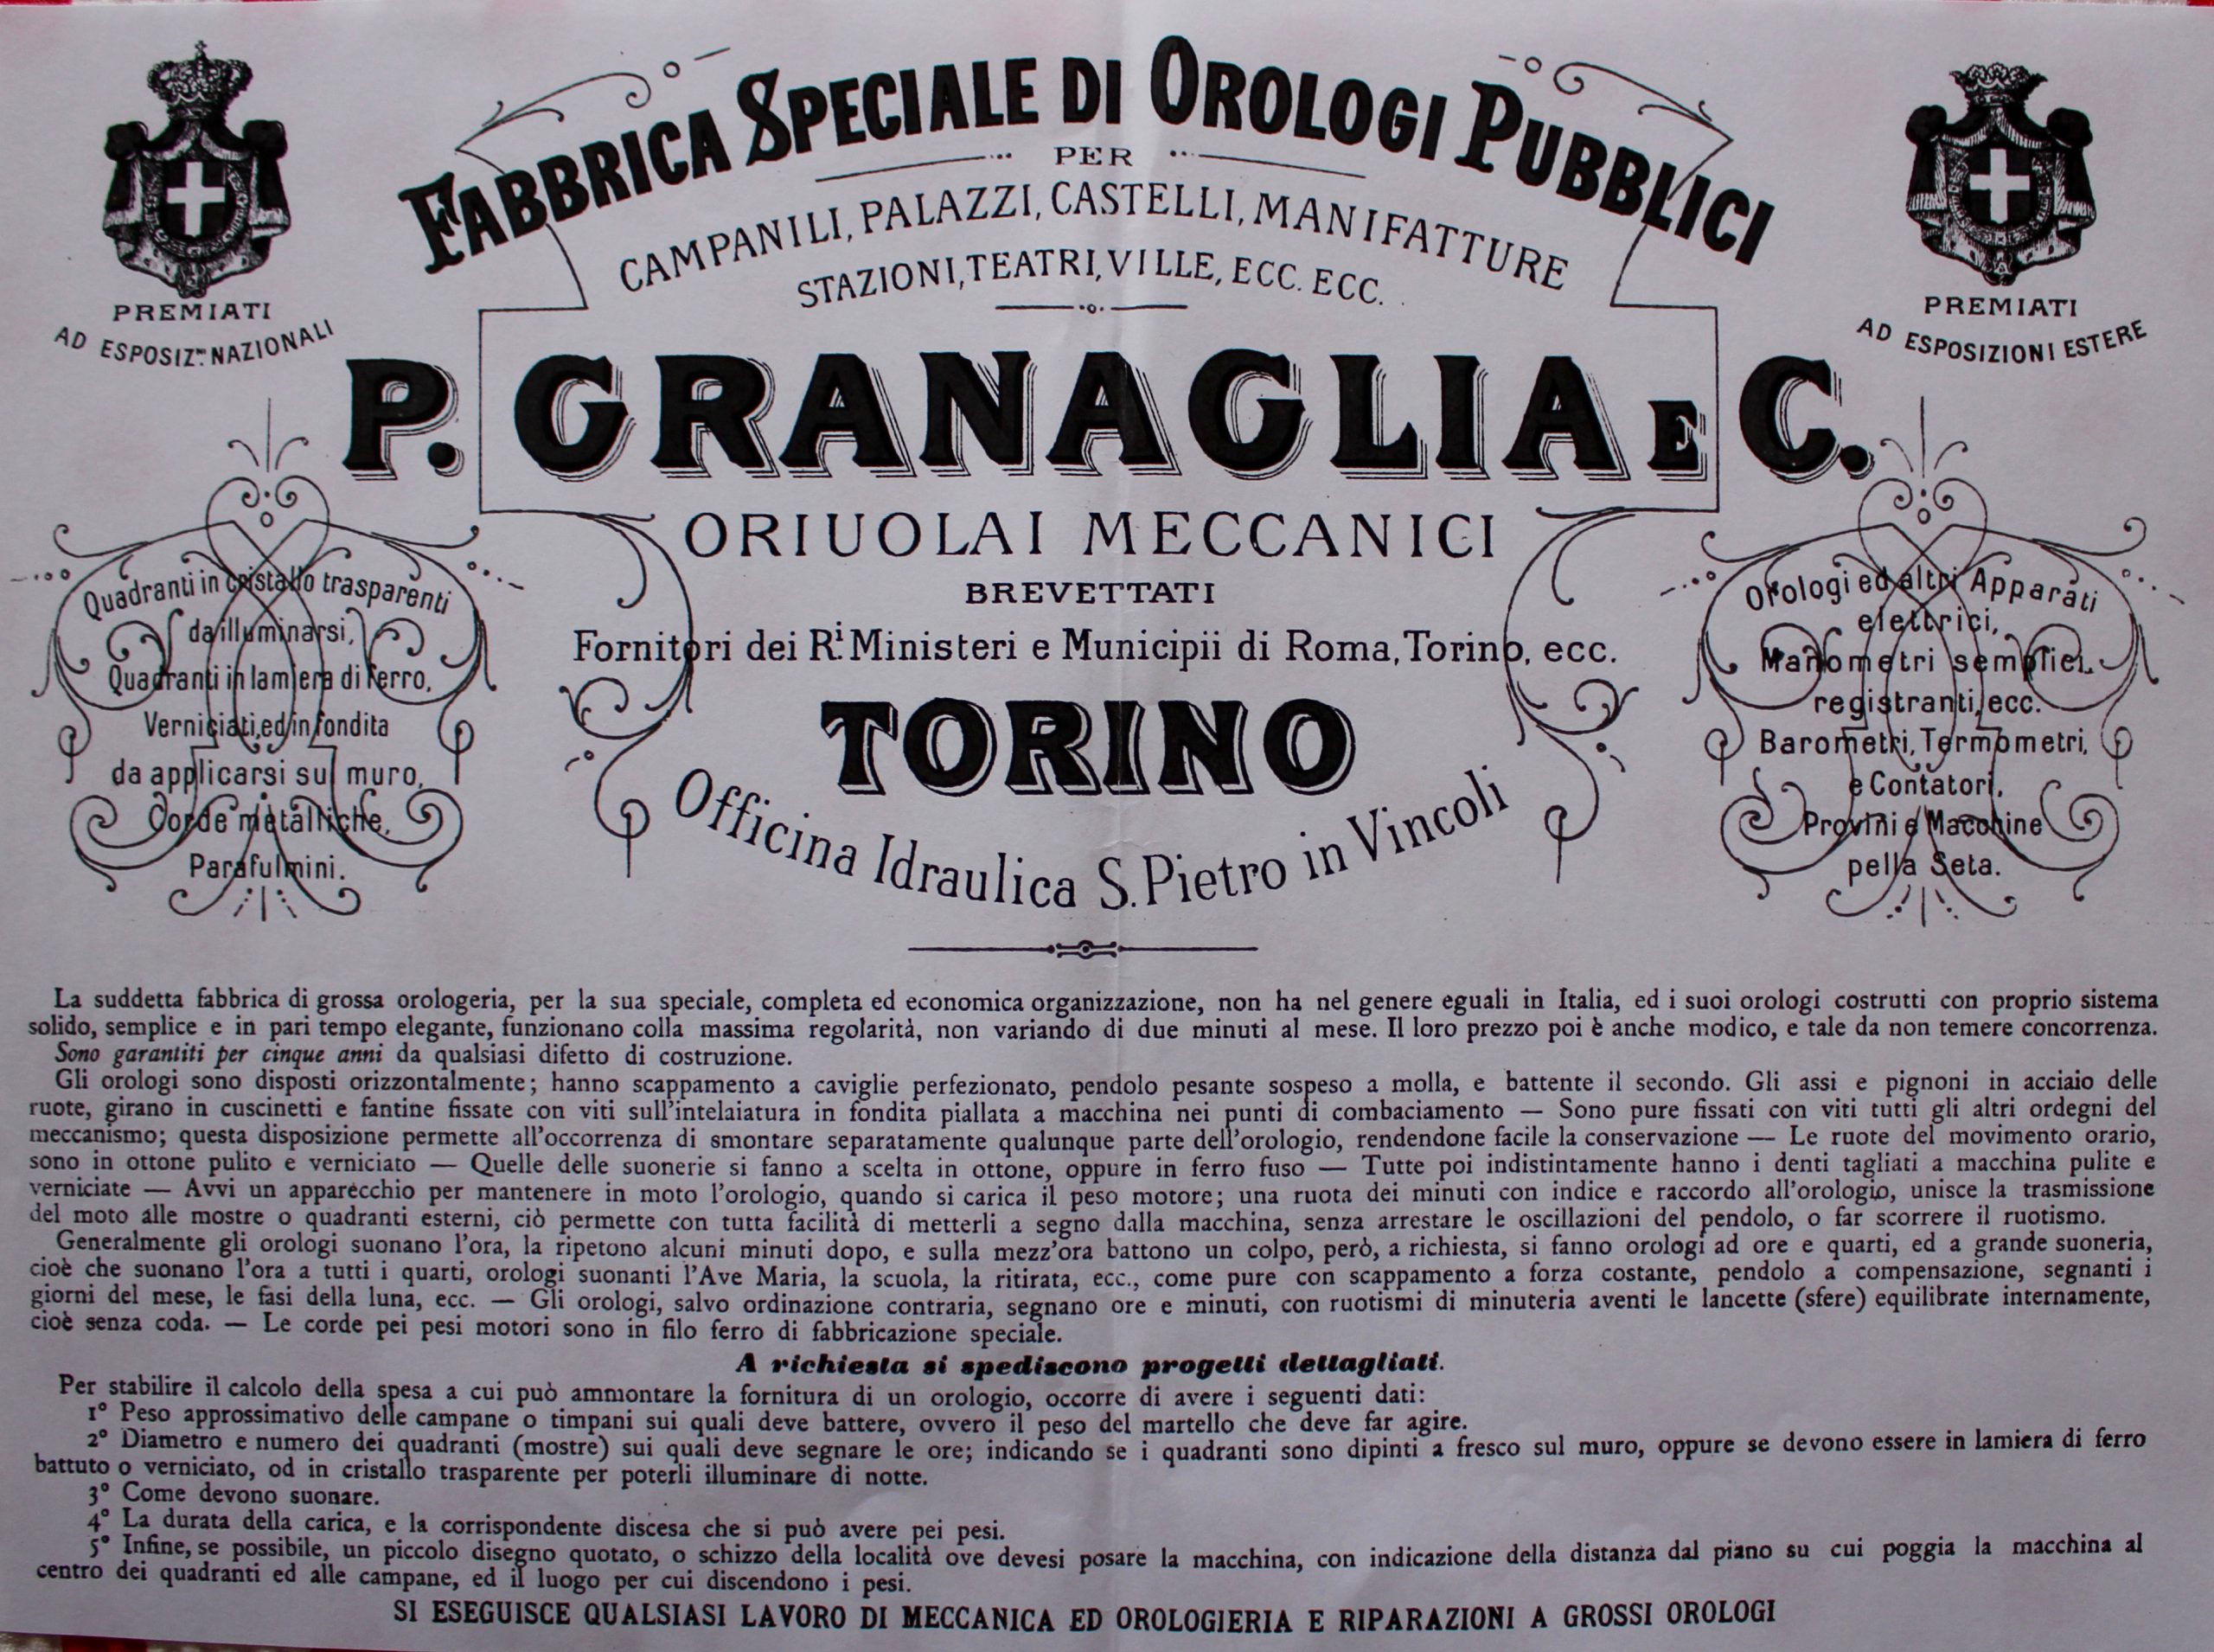 FABBRICA SPECIALE DI OROLOGI PUBBLICI
PER
CAMPANILI, PALAZZI, CASTELLI, MANIFATTURE
STAZIONI, TEATRI, VILLE, ECC. ECC.
PREMIATI
AD ESPOSIZ.NI NAZIONALI
PREMIATI
AD ESPOSIZIONI ESTERE
P. GRANAGLIA E C.
ORIUOLAI MECCANICI
BREVETTATI
Fornitori dei R.i Ministeri e Municipii di Roma, Torino, ecc.
TORINO
Officina Idraulica S. Pietro in Vincoli
Quadranti in cristallo trasparenti
da illuminarsi,
Quadranti in lamiera di ferro,
Verniciati, ed in fondita
da applicarsi sul muro,
Corde metalliche,
Parafulmini.
Orologi ed altri Apparati
elettrici,
Manometri semplici,
registranti, ecc.
Barometri, Termometri,
e Contatori,
Provini e Macchine
pella Seta.
La suddetta fabbrica di grossa orologeria, per la sua speciale, completa ed economica organizzazione, non ha nel genere eguali in Italia, ed i suoi orologi costrutti con proprio sistema
solido, semplice e in pari tempo elegante, funzionano colla massima regolarità, non variando di due minuti al mese. Il loro prezzo poi è anche modico, e tale da non temere concorrenza.
Sono garantiti per cinque anni da qualsiasi difetto di costruzione.
Gli orologi sono disposti orizzontalmente; hanno scappamento a caviglie perfezionato, pendolo pesante sospeso a molla, e battente il secondo. Gli assi e pignoni in acciaio delle
ruote, girano in cuscinetti e fantine fissate con viti sull'intelaiatura in fondita piallata a macchina nei punti di combaciamento — Sono pure fissati con viti tutti gli altri ordegni del
meccanismo; questa disposizione permette all'occorrenza di smontare separatamente qualunque parte dell'orologio, rendendone facile la conservazione — Le ruote del movimento orario,
sono in ottone pulito e verniciato — Quelle delle suonerie si fanno a scelta in ottone, oppure in ferro fuso — Tutte poi indistintamente hanno i denti tagliati a macchina pulite e
verniciate — Avvi un apparecchio per mantenere in moto l'orologio, quando si carica il peso motore; una ruota dei minuti con indice e raccordo all'orologio, unisce la trasmissione
del moto alle mostre o quadranti esterni, ciò permette con tutta facilità di metterli a segno dalla macchina, senza arrestare le oscillazioni del pendolo, o far scorrere il ruotismo.
Generalmente gli orologi suonano l'ora, la ripetono alcuni minuti dopo, e sulla mezz'ora battono un colpo, però, a richiesta, si fanno orologi ad ore e quarti, ed a grande suoneria,
cioè che suonano l'ora a tutti i quarti, orologi suonanti l'Ave Maria, la scuola, la ritirata, ecc., come pure con scappamento a forza costante, pendolo a compensazione, segnanti i
giorni del mese, le fasi della luna, ecc. — Gli orologi, salvo ordinazione contraria, segnano ore e minuti, con ruotismi di minuteria aventi le lancette (sfere) equilibrate internamente,
cioè senza coda. — Le corde pei pesi motori sono in filo ferro di fabbricazione speciale.
A richiesta si spediscono progetti dettagliati.
Per stabilire il calcolo della spesa a cui può ammontare la fornitura di un orologio, occorre di avere i seguenti dati:
1° Peso approssimativo delle campane o timpani sui quali deve battere, ovvero il peso del martello che deve far agire.
2° Diametro e numero dei quadranti (mostre) sui quali deve segnare le ore; indicando se i quadranti sono dipinti a fresco sul muro, oppure se devono essere in lamiera di ferro
battuto o verniciato, od in cristallo trasparente per poterli illuminare di notte.
3° Come devono suonare.
4° La durata della carica, e la corrispondente discesa che si può avere pei pesi.
5° Infine, se possibile, un piccolo disegno quotato, o schizzo della località ove devesi posare la macchina, con indicazione della distanza dal piano su cui poggia la macchina al
centro dei quadranti ed alle campane, ed il luogo per cui discendono i pesi.
SI ESEGUISCE QUALSIASI LAVORO DI MECCANICA ED OROLOGIERIA E RIPARAZIONI A GROSSI OROLOGI